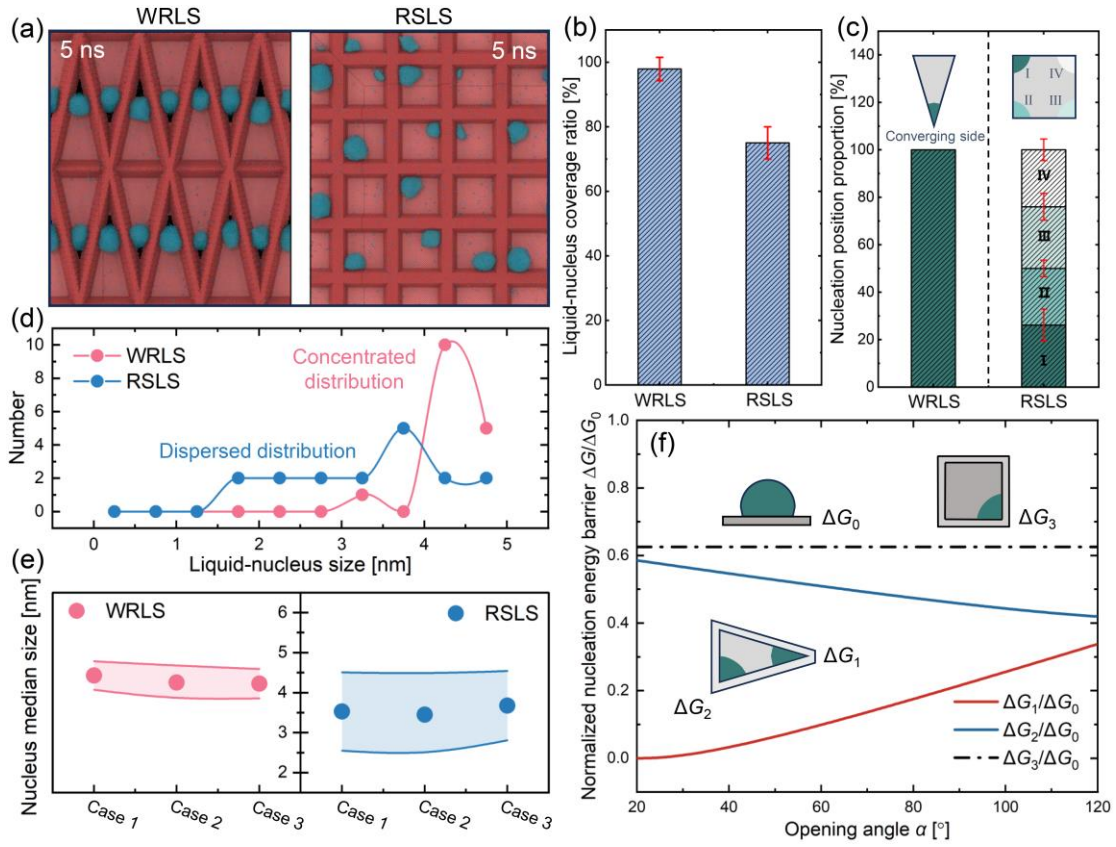 WRLS
RSLS
(a)
5 ns
5 ns
(b)
Liquid-nucleus coverage ratio [%]
100
80
60
40
20
0
WRLS
RSLS
(c)
Nucleation position proportion [%]
140
120
100
80
60
40
20
0
Converging side
I
IV
II
III
IV
III
II
I
WRLS
RSLS
(d)
Number
10
8
6
4
2
0
WRLS
RSLS
Concentrated
distribution
Dispersed distribution
0
1
2
3
4
5
Liquid-nucleus size [nm]
(e)
Nucleus median size [nm]
WRLS
6
5
4
3
2
RSLS
Case 1
Case 2
Case 3
Case 1
Case 2
Case 3
(f)
Normalized nucleation energy barrier ΔG/ΔG₀
1.0
0.8
0.6
0.4
0.2
0.0
ΔG₀
ΔG₃
ΔG₁
ΔG₂
ΔG₁/ΔG₀
ΔG₂/ΔG₀
ΔG₃/ΔG₀
20
40
60
80
100
120
Opening angle α [°]